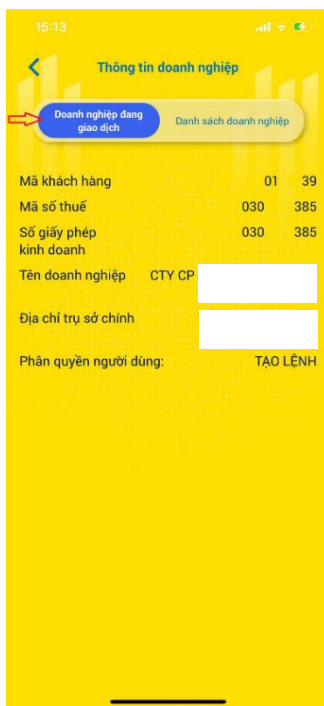 15:13
Thông tin doanh nghiệp
Doanh nghiệp đang
giao dịch
Danh sách doanh nghiệp
Mã khách hàng 01 39
Mã số thuế 030 385
Số giấy phép 030 385
kinh doanh
Tên doanh nghiệp CTY CP
Địa chỉ trụ sở chính
Phân quyền người dùng: TẠO LỆNH